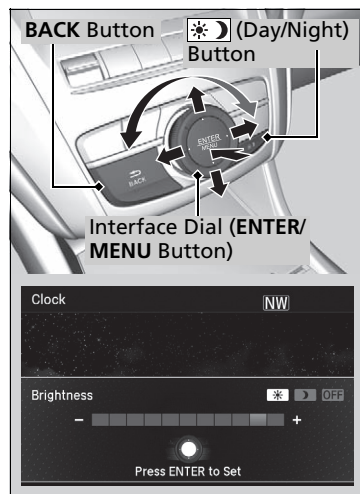 BACK Button
(Day/Night)
Button
ENTER
MENU
BACK
Interface Dial (ENTER/
MENU Button)
Clock
NW
Brightness
OFF
- +
Press ENTER to Set